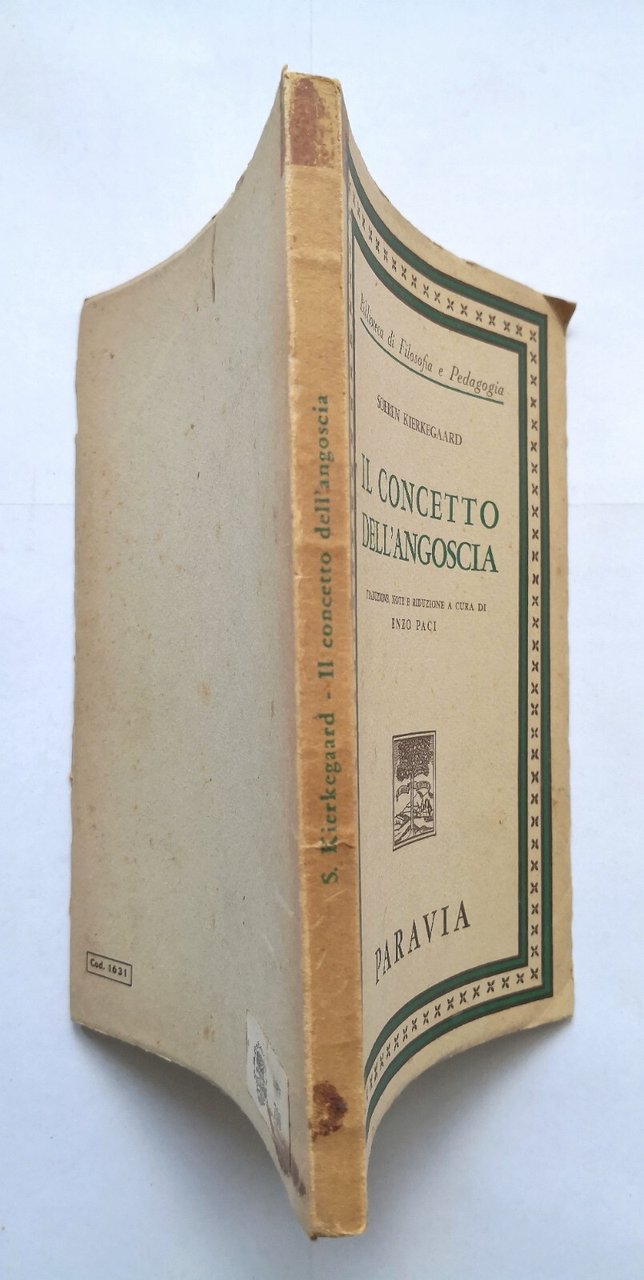 Cod. 1631
S. Kierkegaard - Il concetto dell'angoscia
Biblioteca di Filosofia e Pedagogia
SOEREN KIERKEGAARD
IL CONCETTO
DELL'ANGOSCIA
TRADUZIONE, NOTE E RIDUZIONE A CURA DI
ENZO PACI
PARAVIA